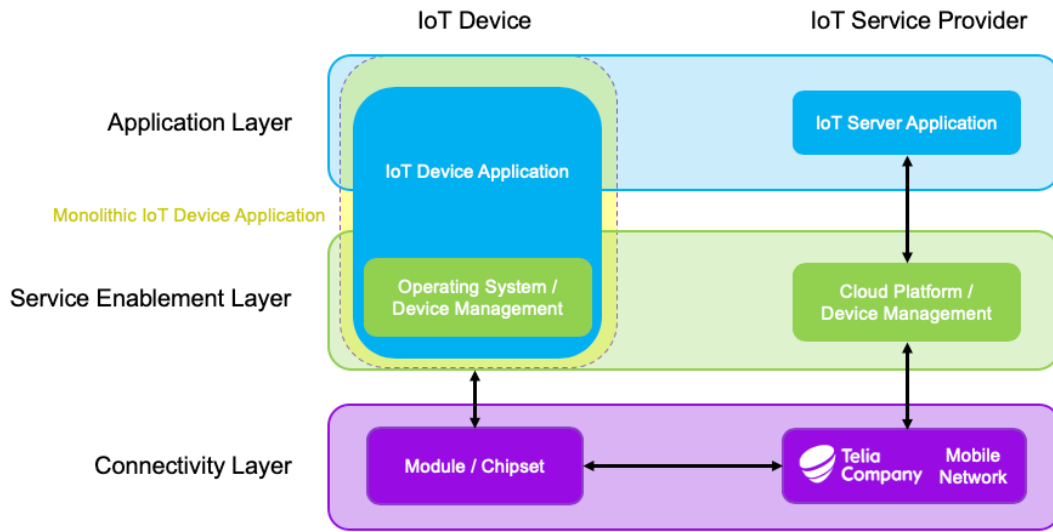 IoT Device
IoT Service Provider
Application Layer
IoT Device Application
IoT Server Application
Monolithic IoT Device Application
Service Enablement Layer
Operating System /
Device Management
Cloud Platform /
Device Management
Connectivity Layer
Module / Chipset
Telia
Company
Mobile
Network